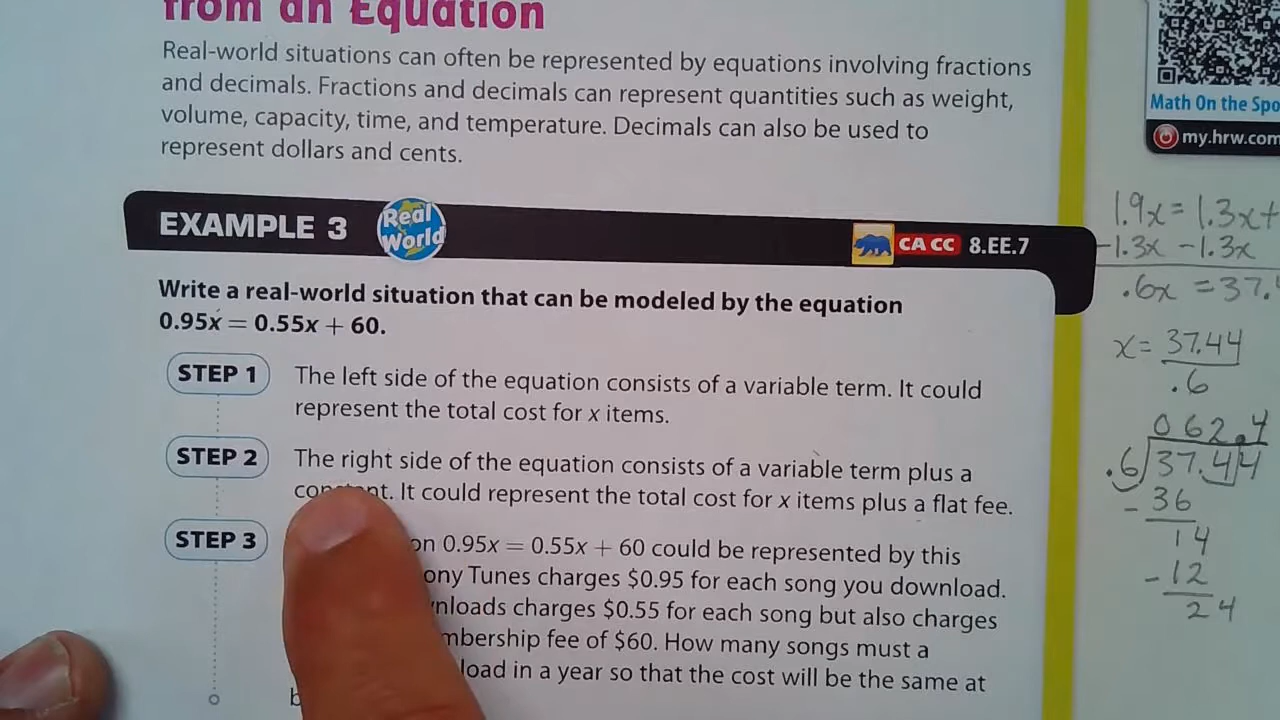 from an Equation
Real-world situations can often be represented by equations involving fractions
and decimals. Fractions and decimals can represent quantities such as weight,
volume, capacity, time, and temperature. Decimals can also be used to
represent dollars and cents.
Math On the Spo
my.hrw.com
EXAMPLE 3
Real
World
CA CC 8.EE.7
Write a real-world situation that can be modeled by the equation
0.95x = 0.55x + 60.
STEP 1
The left side of the equation consists of a variable term. It could
represent the total cost for x items.
STEP 2
The right side of the equation consists of a variable term plus a
constant. It could represent the total cost for x items plus a flat fee.
STEP 3
on 0.95x = 0.55x + 60 could be represented by this
ony Tunes charges $0.95 for each song you download.
nloads charges $0.55 for each song but also charges
mbership fee of $60. How many songs must a
load in a year so that the cost will be the same at
b
1.9x = 1.3x +
-1.3x -1.3x
.6x = 37.4
x = 37.44
.6
062.4
.6 37.44
- 36
14
- 12
24